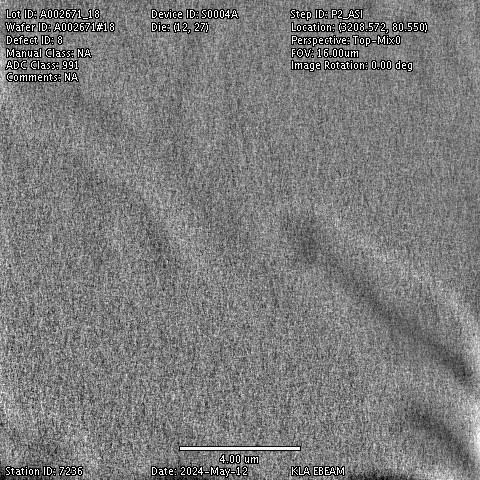 Lot ID: A002671_18 Device ID: S0004A Step ID: P2_ASI
Wafer ID: A002671#18 Die: (12, 27) Location: (3208.572, 80.550)
Defect ID: 8 Perspective: Top-Mix0
Manual Class: NA FOV: 16.00um
ADC Class: 991 Image Rotation: 0.00 deg
Comments: NA
4.00 um
Station ID: 7236 Date: 2024-May-12 KLA EBEAM